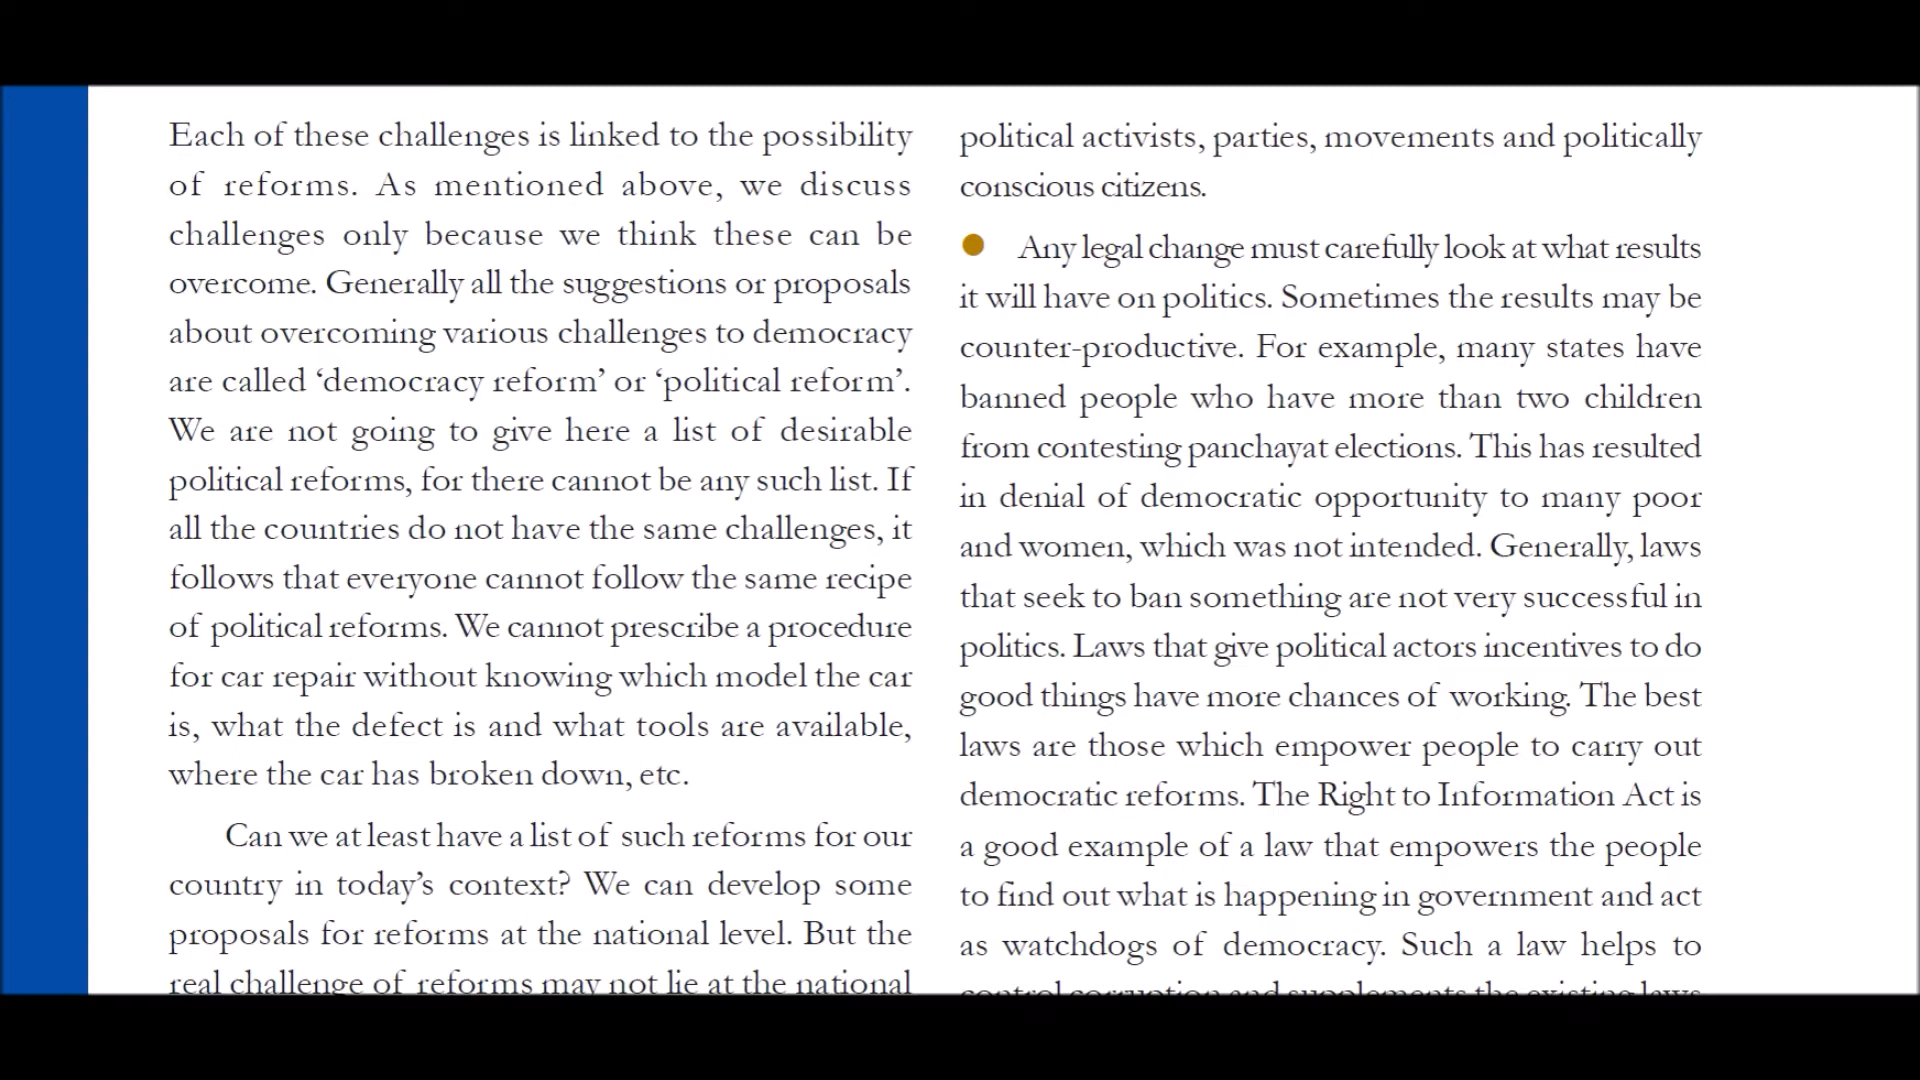 Each of these challenges is linked to the possibility
of reforms. As mentioned above, we discuss
challenges only because we think these can be
overcome. Generally all the suggestions or proposals
about overcoming various challenges to democracy
are called ‘democracy reform’ or ‘political reform’.
We are not going to give here a list of desirable
political reforms, for there cannot be any such list. If
all the countries do not have the same challenges, it
follows that everyone cannot follow the same recipe
of political reforms. We cannot prescribe a procedure
for car repair without knowing which model the car
is, what the defect is and what tools are available,
where the car has broken down, etc.
Can we at least have a list of such reforms for our
country in today’s context? We can develop some
proposals for reforms at the national level. But the
real challenge of reforms may not lie at the national
political activists, parties, movements and politically
conscious citizens.
● Any legal change must carefully look at what results
it will have on politics. Sometimes the results may be
counter-productive. For example, many states have
banned people who have more than two children
from contesting panchayat elections. This has resulted
in denial of democratic opportunity to many poor
and women, which was not intended. Generally, laws
that seek to ban something are not very successful in
politics. Laws that give political actors incentives to do
good things have more chances of working. The best
laws are those which empower people to carry out
democratic reforms. The Right to Information Act is
a good example of a law that empowers the people
to find out what is happening in government and act
as watchdogs of democracy. Such a law helps to
control corruption and supplements the existing laws